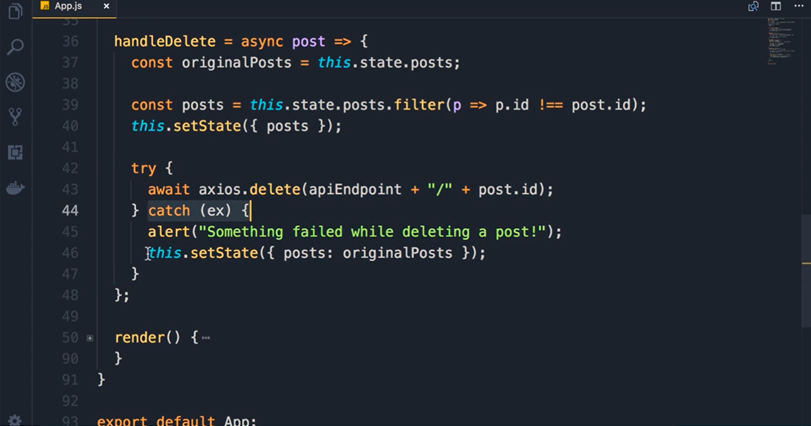 App.js
35
36 handleDelete = async post => {
37 const originalPosts = this.state.posts;
38
39 const posts = this.state.posts.filter(p => p.id !== post.id);
40 this.setState({ posts });
41
42 try {
43 await axios.delete(apiEndpoint + "/" + post.id);
44 } catch (ex) {
45 alert("Something failed while deleting a post!");
46 this.setState({ posts: originalPosts });
47 }
48 };
49
50 render() { ⋯
90 }
91 }
92
93 export default App;